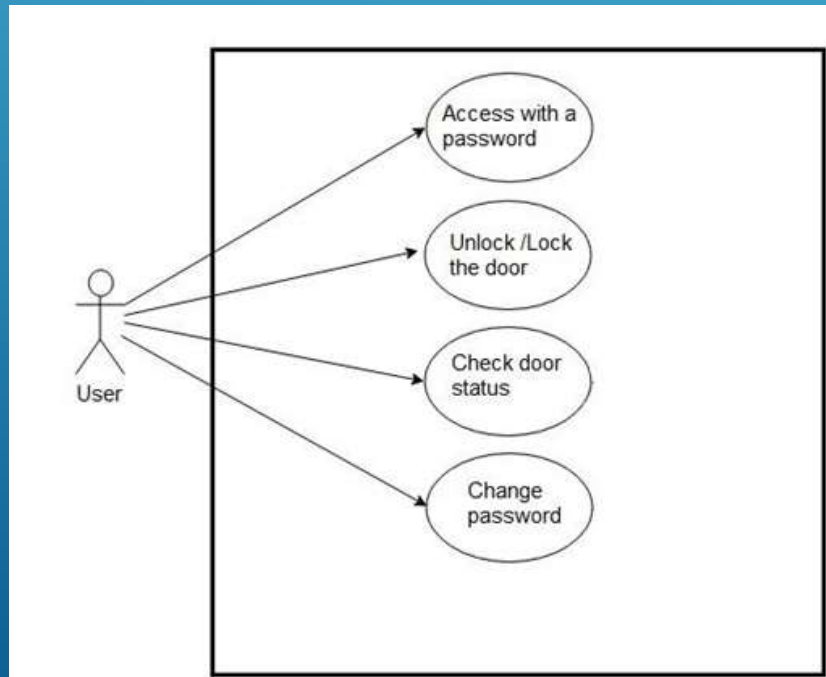 Access with a
password
Unlock /Lock
the door
Check door
status
User
Change
password